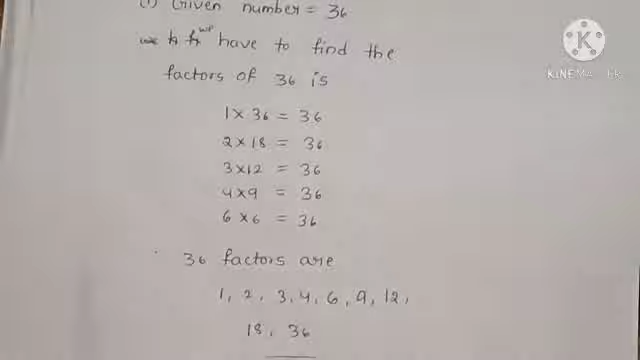 (i) Given number = 36
we have to find the
factors of 36 is
1 × 36 = 36
2 × 18 = 36
3 × 12 = 36
4 × 9 = 36
6 × 6 = 36
36 factors are
1, 2, 3, 4, 6, 9, 12,
18, 36
K